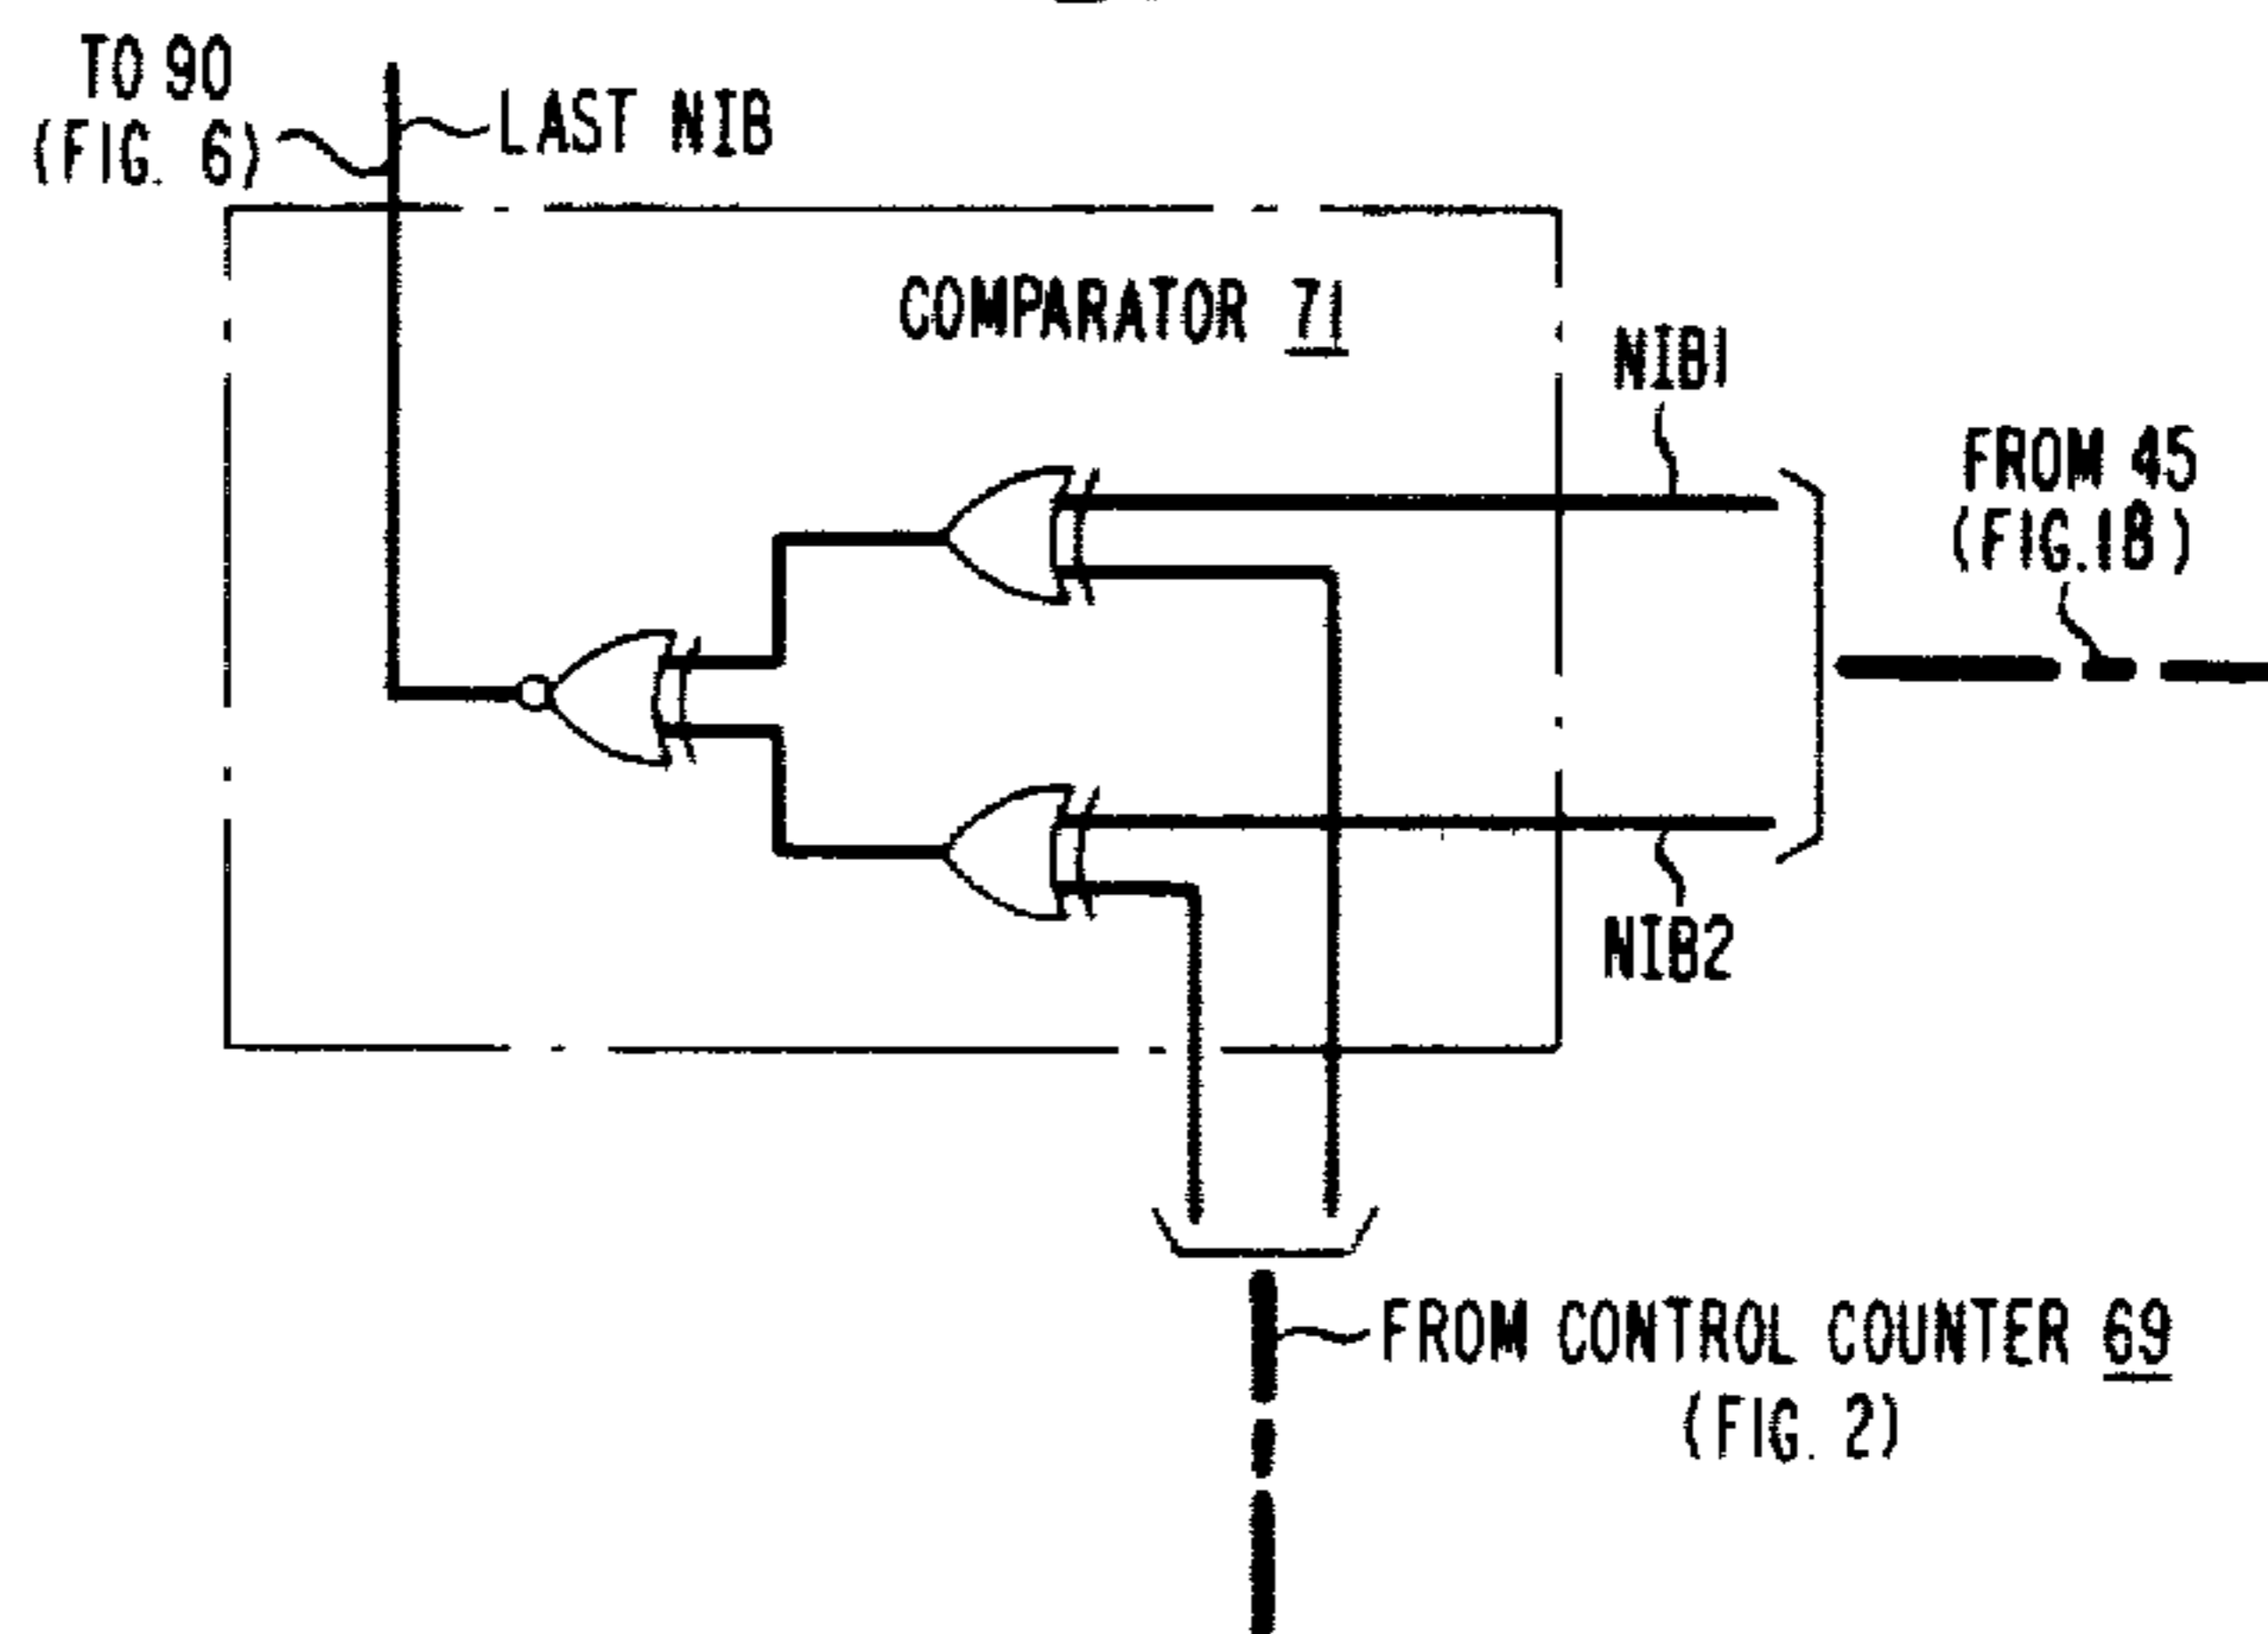 TO 90
(FIG. 6)
LAST NIB
COMPARATOR 71
NIB1
FROM 45
(FIG.18)
NIB2
FROM CONTROL COUNTER 69
(FIG. 2)